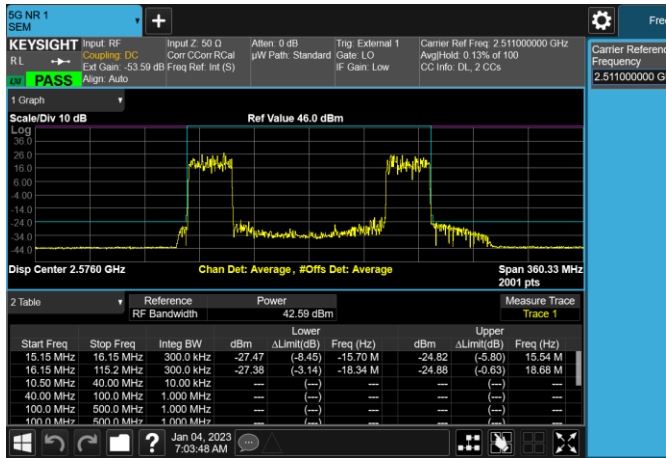 5G NR 1
SEM
Fre
KEYSIGHT Input: RF Input Z: 50 Ω Atten: 0 dB Trig: External 1 Carrier Ref Freq: 2.511000000 GHz
R L Coupling: DC Corr CCorr RCal µW Path: Standard Gate: LO Avg|Hold: 0.13% of 100
Ext Gain: -53.59 dB Freq Ref: Int (S) IF Gain: Low CC Info: DL, 2 CCs
LXI PASS Align: Auto
Carrier Reference
Frequency
2.511000000 G
1 Graph
Scale/Div 10 dB Ref Value 46.0 dBm
Log
36.0
26.0
16.0
6.00
-4.00
-14.0
-24.0
-34.0
-44.0
Disp Center 2.5760 GHz Chan Det: Average, #Offs Det: Average Span 360.33 MHz
2001 pts
2 Table Reference Power Measure Trace
RF Bandwidth 42.59 dBm Trace 1
Lower Upper
Start Freq Stop Freq Integ BW dBm ΔLimit(dB) Freq (Hz) dBm ΔLimit(dB) Freq (Hz)
15.15 MHz 16.15 MHz 300.0 kHz -27.47 (-8.45) -15.70 M -24.82 (-5.80) 15.54 M
16.15 MHz 115.2 MHz 300.0 kHz -27.38 (-3.14) -18.34 M -24.88 (-0.63) 18.68 M
10.50 MHz 40.00 MHz 10.00 kHz --- (---) --- --- (---) ---
40.00 MHz 100.0 MHz 1.000 MHz --- (---) --- --- (---) ---
100.0 MHz 500.0 MHz 1.000 MHz --- (---) --- --- (---) ---
100.0 MHz 500.0 MHz 1.000 MHz --- (---) --- --- (---) ---
? Jan 04, 2023
7:03:48 AM